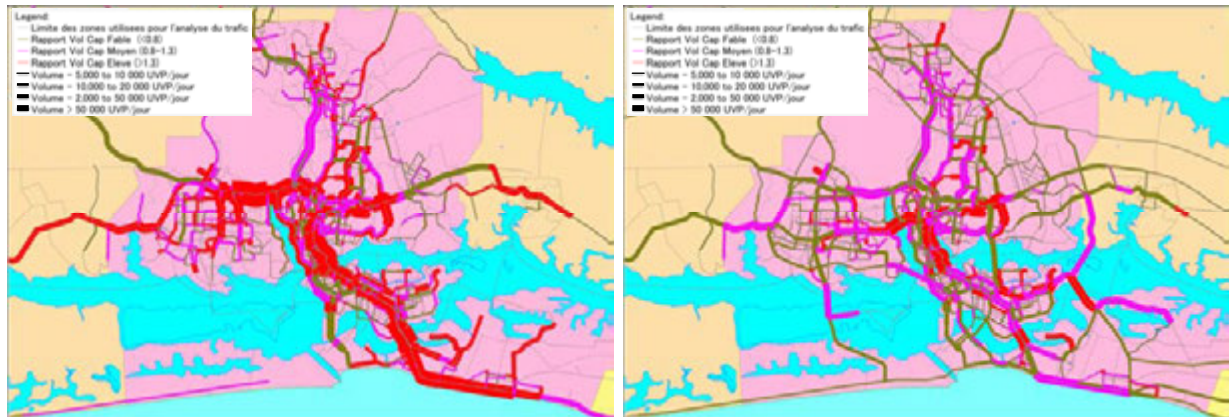 Legend:
Limite des zones utilisees pour l'analyse du trafic
Rapport Vol Cap Fable (<0.8)
Rapport Vol Cap Moyen (0.8-1.3)
Rapport Vol Cap Eleve (>1.3)
Volume - 5,000 to 10 000 UVP/jour
Volume - 10,000 to 20 000 UVP/jour
Volume - 2,000 to 50 000 UVP/jour
Volume > 50 000 UVP/jour
Legend:
Limite des zones utilisees pour l'analyse du trafic
Rapport Vol Cap Fable (<0.8)
Rapport Vol Cap Moyen (0.8-1.3)
Rapport Vol Cap Eleve (>1.3)
Volume - 5,000 to 10 000 UVP/jour
Volume - 10,000 to 20 000 UVP/jour
Volume - 2,000 to 50 000 UVP/jour
Volume > 50 000 UVP/jour